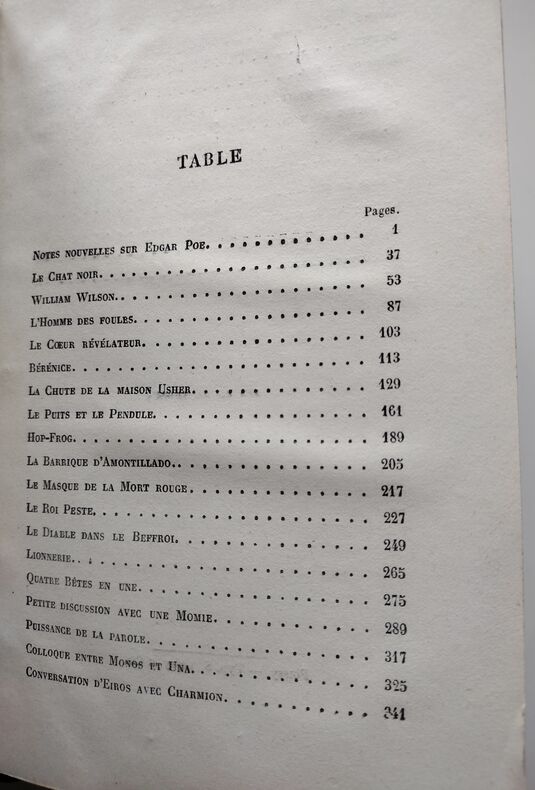 TABLE
Pages.
NOTES NOUVELLES SUR EDGAR POE. . . . . . . . . . . . . 1
LE CHAT NOIR. . . . . . . . . . . . . . . . . . . . . 37
WILLIAM WILSON. . . . . . . . . . . . . . . . . . . . 53
L'HOMME DES FOULES. . . . . . . . . . . . . . . . . . 87
LE CŒUR RÉVÉLATEUR. . . . . . . . . . . . . . . . . . 103
BÉRÉNICE. . . . . . . . . . . . . . . . . . . . . . . 113
LA CHUTE DE LA MAISON USHER. . . . . . . . . . . . . . 129
LE PUITS ET LE PENDULE. . . . . . . . . . . . . . . . 161
HOP-FROG. . . . . . . . . . . . . . . . . . . . . . . 189
LA BARRIQUE D'AMONTILLADO. . . . . . . . . . . . . . . 205
LE MASQUE DE LA MORT ROUGE . . . . . . . . . . . . . . 217
LE ROI PESTE. . . . . . . . . . . . . . . . . . . . . 227
LE DIABLE DANS LE BEFFROI. . . . . . . . . . . . . . . 249
LIONNERIE. . . . . . . . . . . . . . . . . . . . . . . 265
QUATRE BÊTES EN UNE. . . . . . . . . . . . . . . . . . 275
PETITE DISCUSSION AVEC UNE MOMIE. . . . . . . . . . . 289
PUISSANCE DE LA PAROLE. . . . . . . . . . . . . . . . 317
COLLOQUE ENTRE MONOS ET UNA. . . . . . . . . . . . . . 325
CONVERSATION D'EIROS AVEC CHARMION. . . . . . . . . . 341